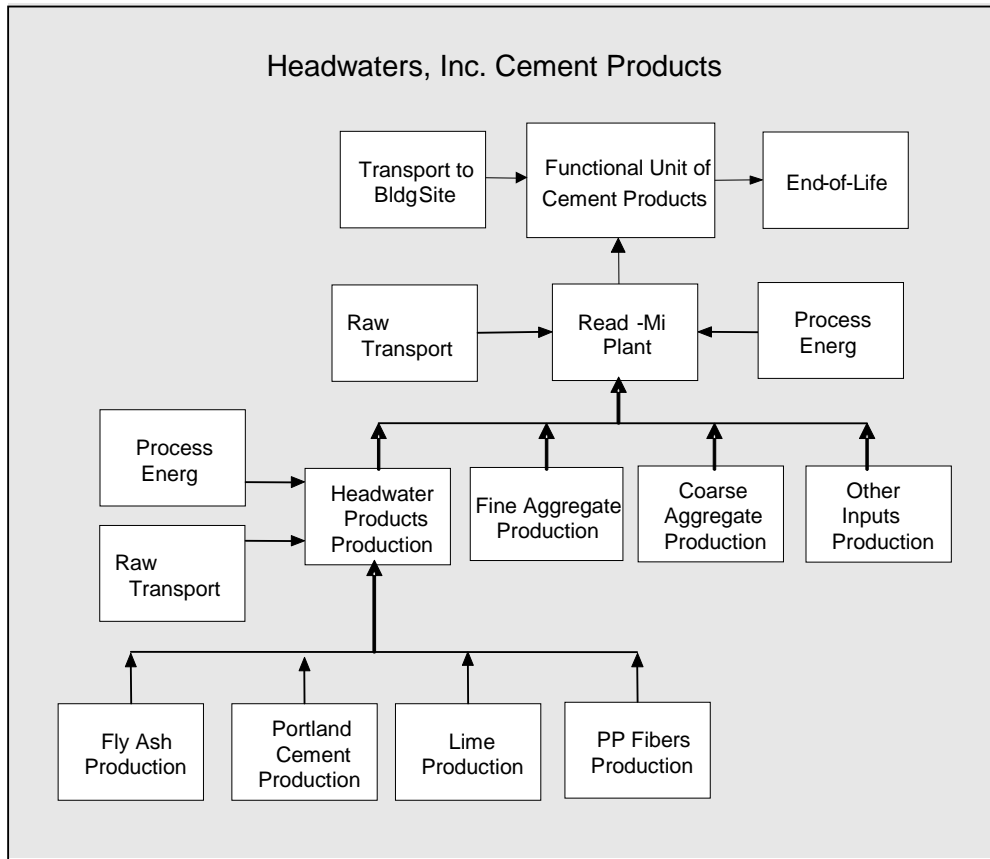 Headwaters, Inc. Cement Products
Transport to
BldgSite
Functional Unit of
Cement Products
End-of-Life
Raw
Transport
Read -Mi
Plant
Process
Energ
Process
Energ
Headwater
Products
Production
Fine Aggregate
Production
Coarse
Aggregate
Production
Other
Inputs
Production
Raw
Transport
Fly Ash
Production
Portland
Cement
Production
Lime
Production
PP Fibers
Production